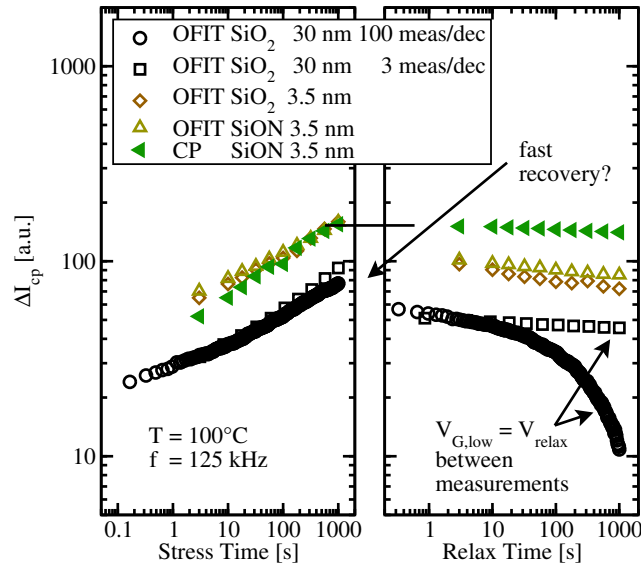 OFIT SiO2 30 nm 100 meas/dec
OFIT SiO2 30 nm 3 meas/dec
OFIT SiO2 3.5 nm
OFIT SiON 3.5 nm
CP SiON 3.5 nm
1000
100
10
ΔIcp [a.u.]
fast
recovery?
T = 100°C
f = 125 kHz
VG,low = Vrelax
between
measurements
0.1 1 10 100 1000
1 10 100 1000
Stress Time [s]
Relax Time [s]